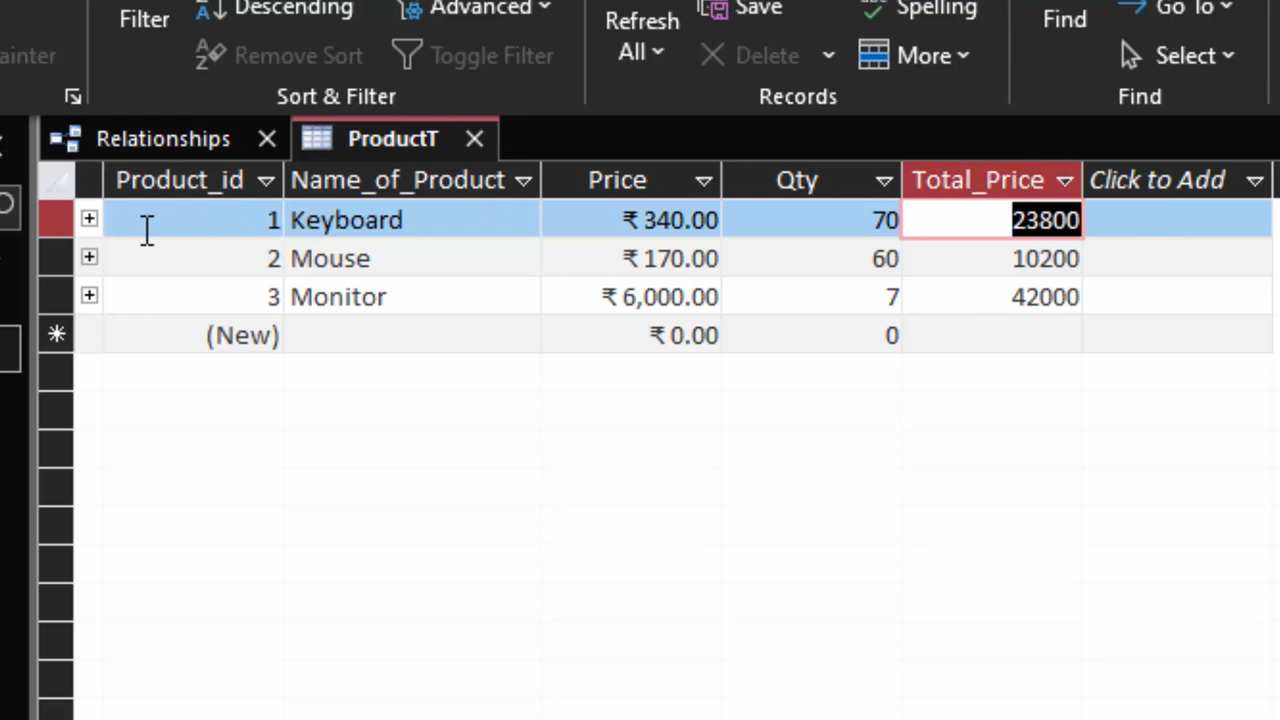 Descending Advanced Save Spelling Go To
Filter Refresh Find
ainter Remove Sort Toggle Filter All Delete More Select
Sort & Filter Records Find
Relationships ProductT
Product_id Name_of_Product Price Qty Total_Price Click to Add
1 Keyboard ₹ 340.00 70 23800
2 Mouse ₹ 170.00 60 10200
3 Monitor ₹ 6,000.00 7 42000
(New) ₹ 0.00 0